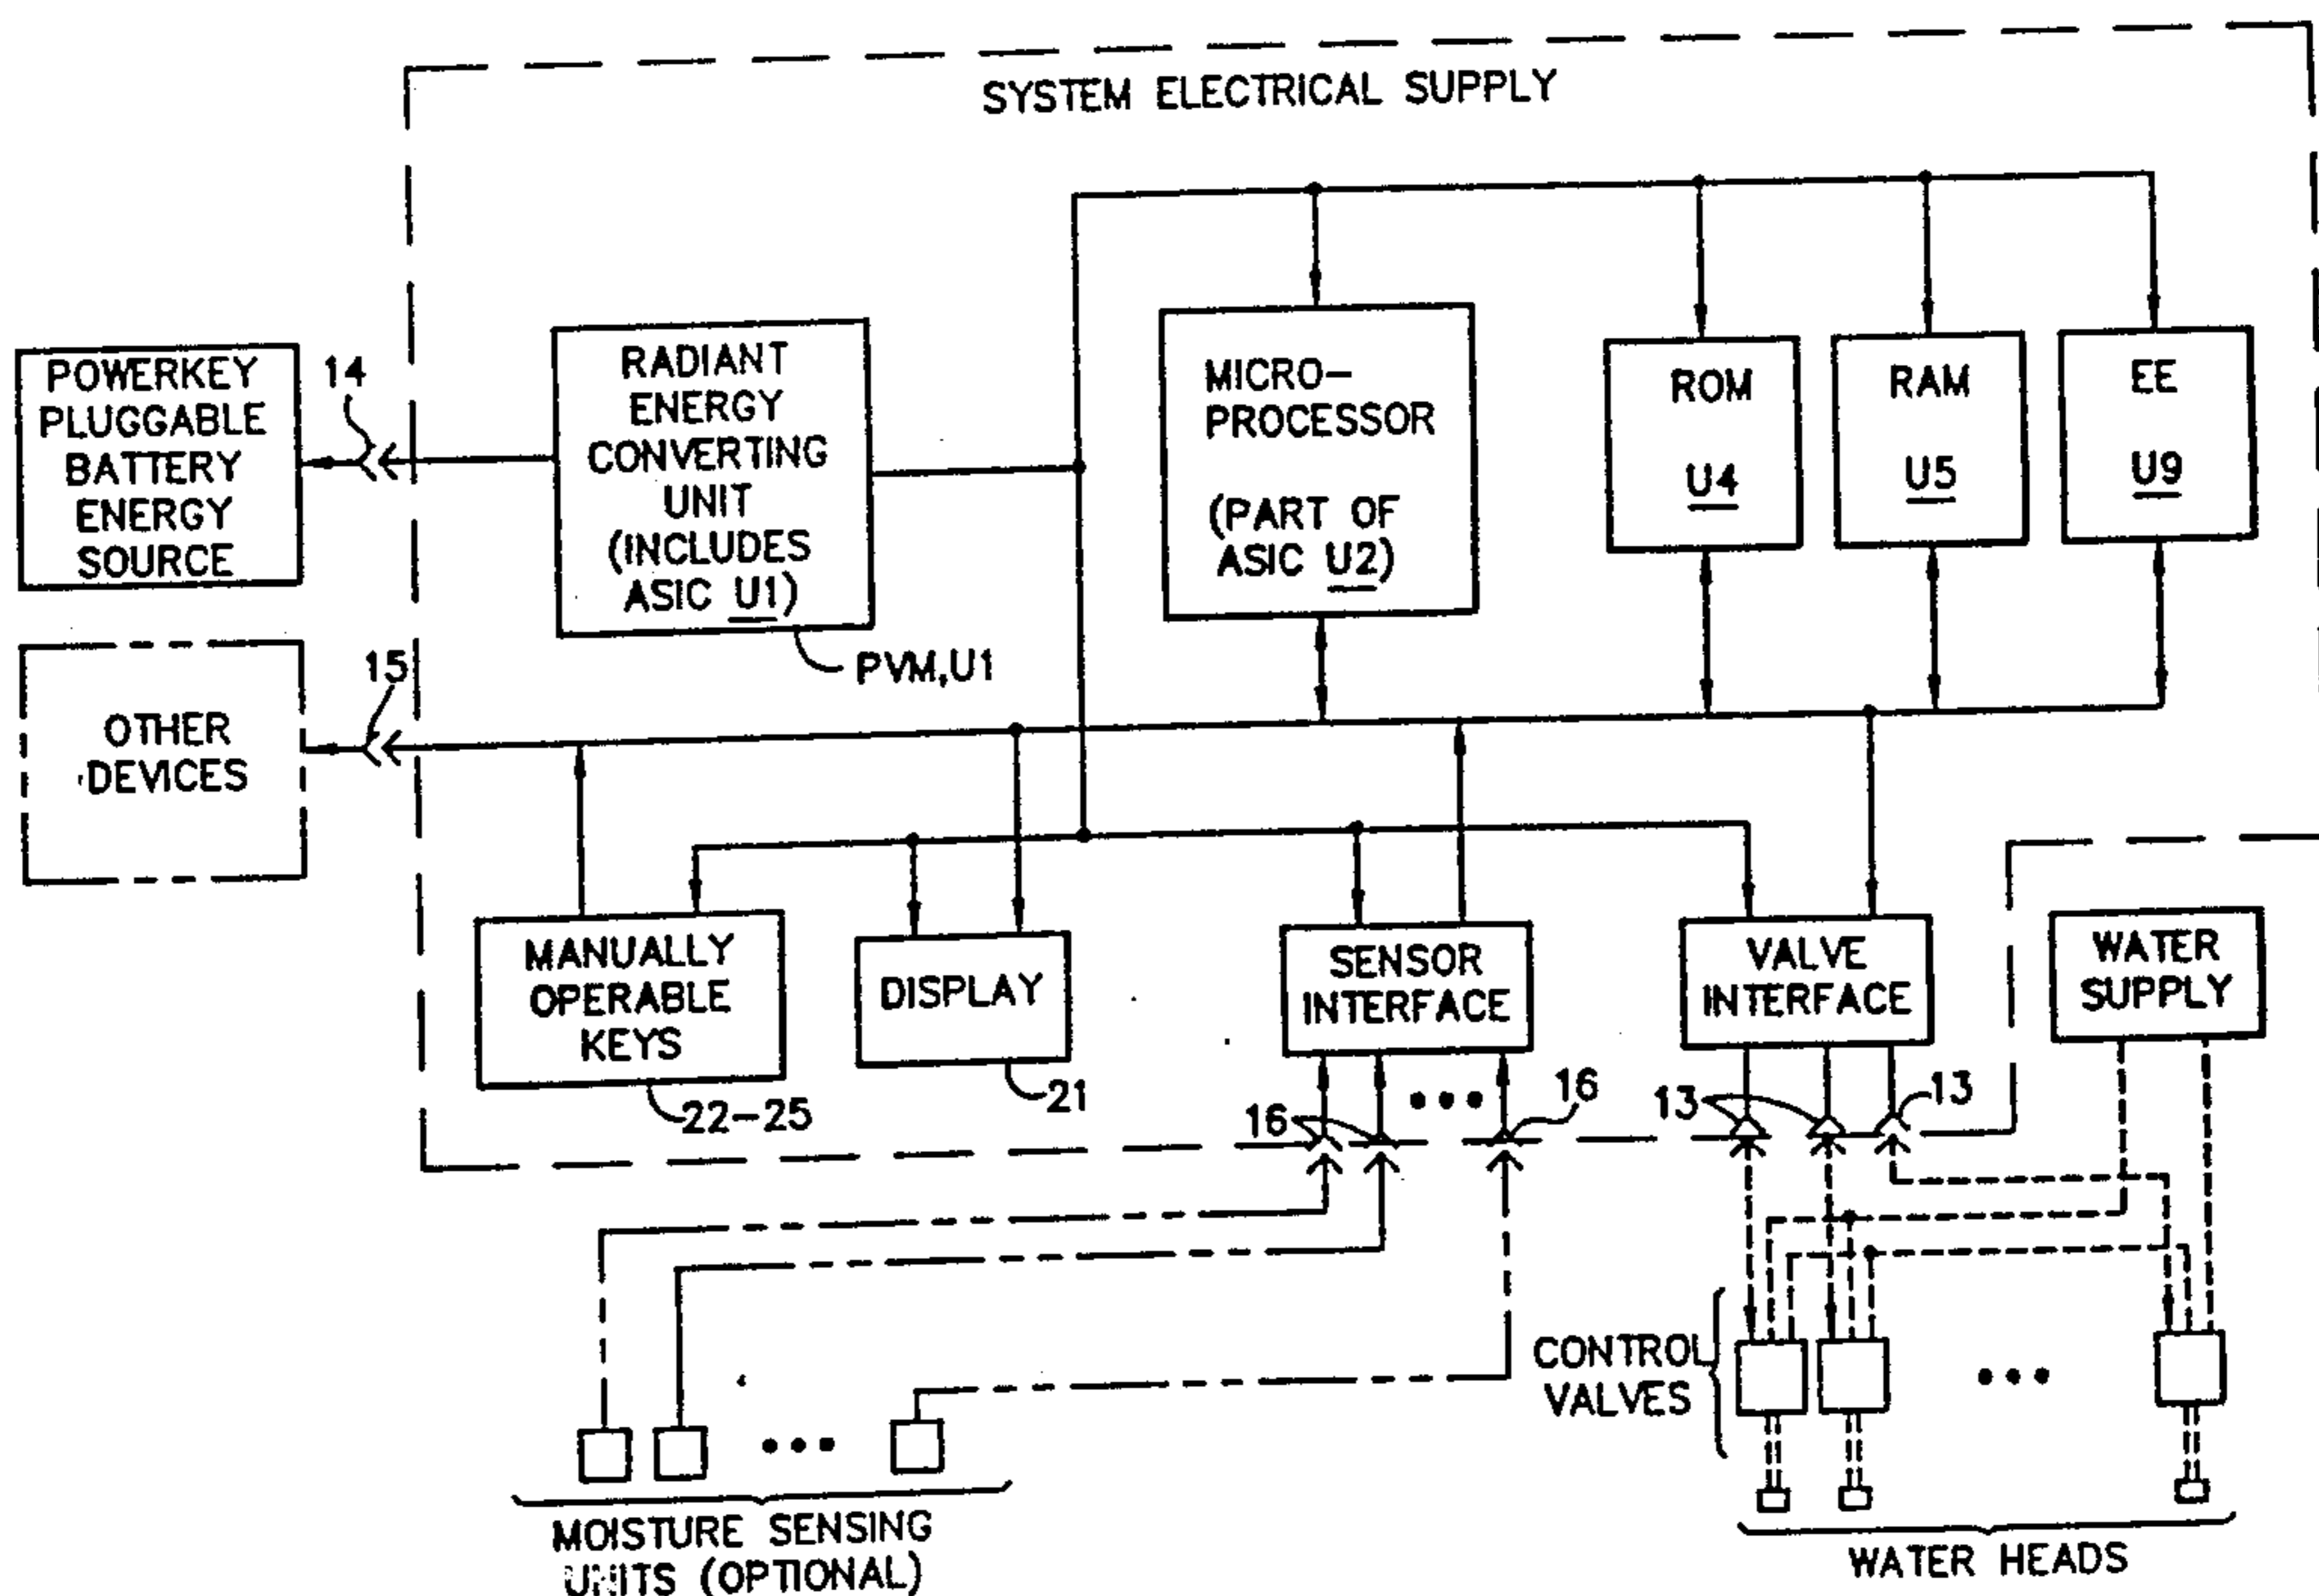 SYSTEM ELECTRICAL SUPPLY
POWERKEY
PLUGGABLE
BATTERY
ENERGY
SOURCE
14
RADIANT
ENERGY
CONVERTING
UNIT
(INCLUDES
ASIC U1)
PVM,U1
MICRO-
PROCESSOR
(PART OF
ASIC U2)
ROM
U4
RAM
U5
EE
U9
OTHER
DEVICES
15
MANUALLY
OPERABLE
KEYS
22-25
DISPLAY
21
SENSOR
INTERFACE
16
16
VALVE
INTERFACE
13
13
WATER
SUPPLY
CONTROL
VALVES
MOISTURE SENSING
UNITS (OPTIONAL)
WATER HEADS